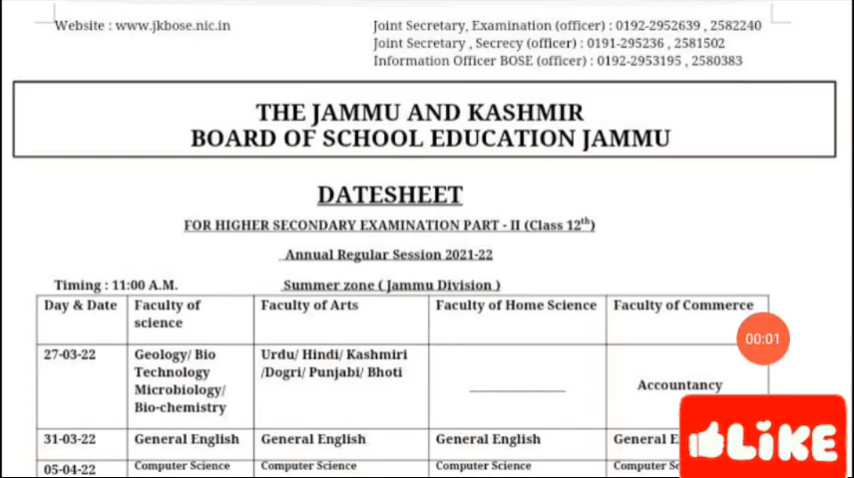 Website : www.jkbose.nic.in
Joint Secretary, Examination (officer) : 0192-2952639 , 2582240
Joint Secretary , Secrecy (officer) : 0191-295236 , 2581502
Information Officer BOSE (officer) : 0192-2953195 , 2580383
THE JAMMU AND KASHMIR
BOARD OF SCHOOL EDUCATION JAMMU
DATESHEET
FOR HIGHER SECONDARY EXAMINATION PART - II (Class 12th)
Annual Regular Session 2021-22
Timing : 11:00 A.M.
Summer zone ( Jammu Division )
Day & Date
Faculty of
science
Faculty of Arts
Faculty of Home Science
Faculty of Commerce
00:01
27-03-22
Geology/ Bio
Technology
Microbiology/
Bio-chemistry
Urdu/ Hindi/ Kashmiri
/Dogri/ Punjabi/ Bhoti
Accountancy
31-03-22
General English
General English
General English
General E
05-04-22
Computer Science
Computer Science
Computer Science
Computer Sc
LIKE